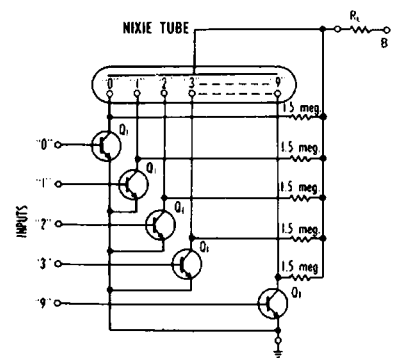 NIXIE TUBE
R_L
B
0 1 2 3 9
1.5 meg.
Q1
"0"
1.5 meg.
Q1
"1"
1.5 meg.
Q1
"2"
1.5 meg.
Q1
"3"
1.5 meg
Q1
"9"
INPUTS